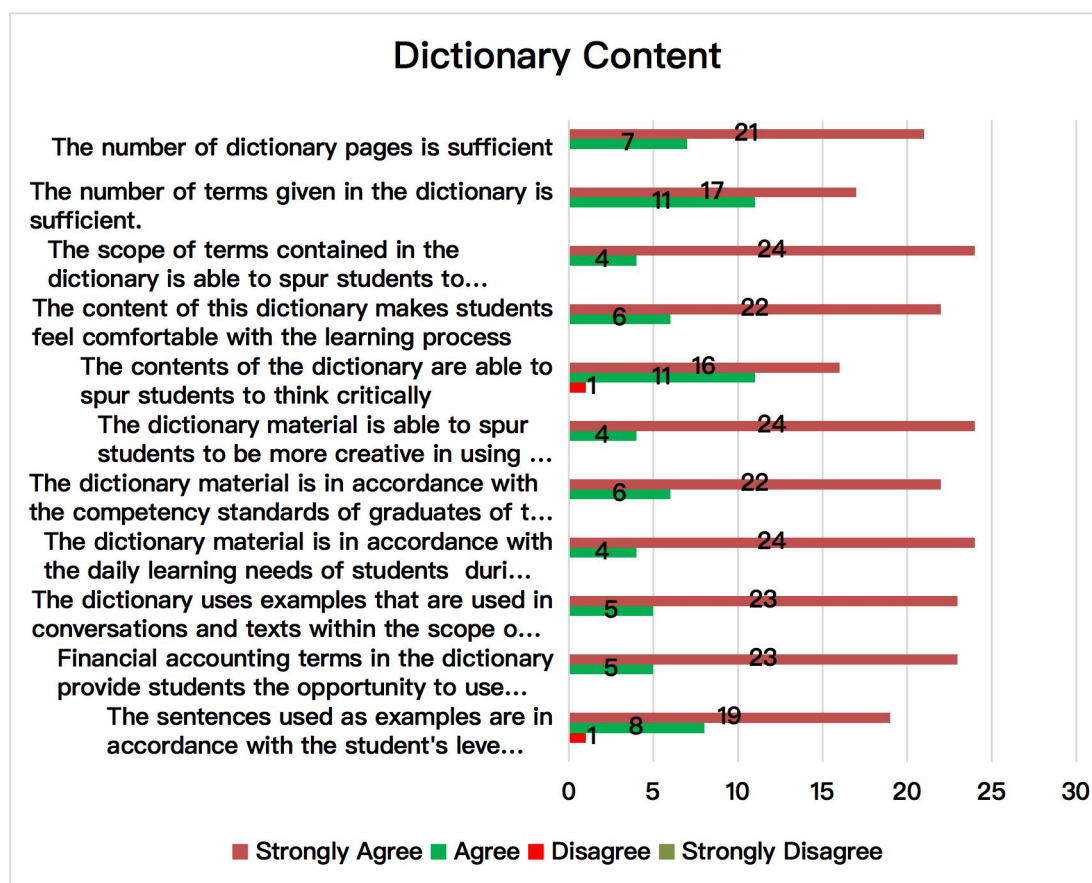 Dictionary Content
The number of dictionary pages is sufficient
21
7
The number of terms given in the dictionary is
sufficient.
17
11
The scope of terms contained in the
dictionary is able to spur students to...
24
4
The content of this dictionary makes students
feel comfortable with the learning process
22
6
The contents of the dictionary are able to
spur students to think critically
16
11
1
The dictionary material is able to spur
students to be more creative in using ...
24
4
The dictionary material is in accordance with
the competency standards of graduates of t...
22
6
The dictionary material is in accordance with
the daily learning needs of students  duri...
24
4
The dictionary uses examples that are used in
conversations and texts within the scope o...
23
5
Financial accounting terms in the dictionary
provide students the opportunity to use...
23
5
The sentences used as examples are in
accordance with the student's leve...
19
8
1
0 5 10 15 20 25 30
Strongly Agree Agree Disagree Strongly Disagree